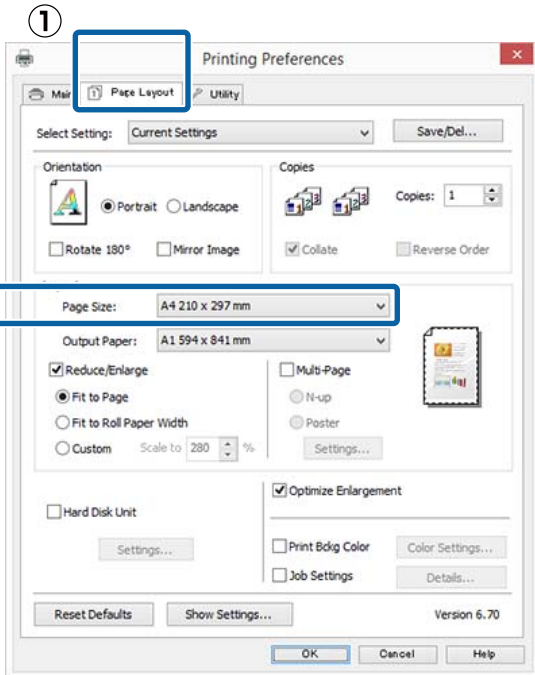 ①
Printing Preferences
Main Page Layout Utility
Select Setting: Current Settings Save/Del...
Orientation Copies
Portrait Landscape Copies: 1
Rotate 180° Mirror Image Collate Reverse Order
Page Size: A4 210 x 297 mm
Output Paper: A1 594 x 841 mm
Reduce/Enlarge Multi-Page
Fit to Page N-up
Fit to Roll Paper Width Poster
Custom Scale to 280 % Settings...
Optimize Enlargement
Hard Disk Unit
Settings... Print Bckg Color Color Settings...
Job Settings Details...
Reset Defaults Show Settings... Version 6.70
OK Cancel Help